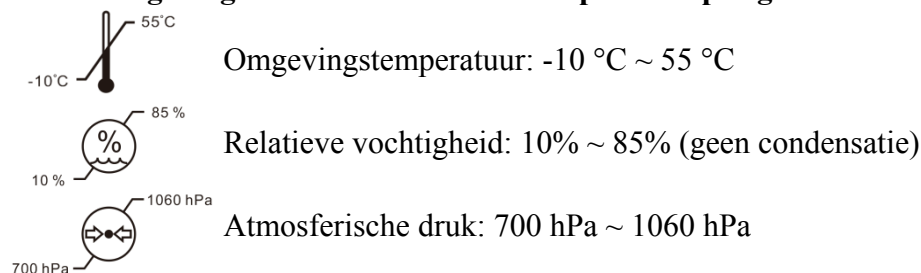 55°C
-10°C
Omgevingstemperatuur: -10 °C ~ 55 °C
85 %
%
10 %
Relatieve vochtigheid: 10% ~ 85% (geen condensatie)
1060 hPa
700 hPa
Atmosferische druk: 700 hPa ~ 1060 hPa